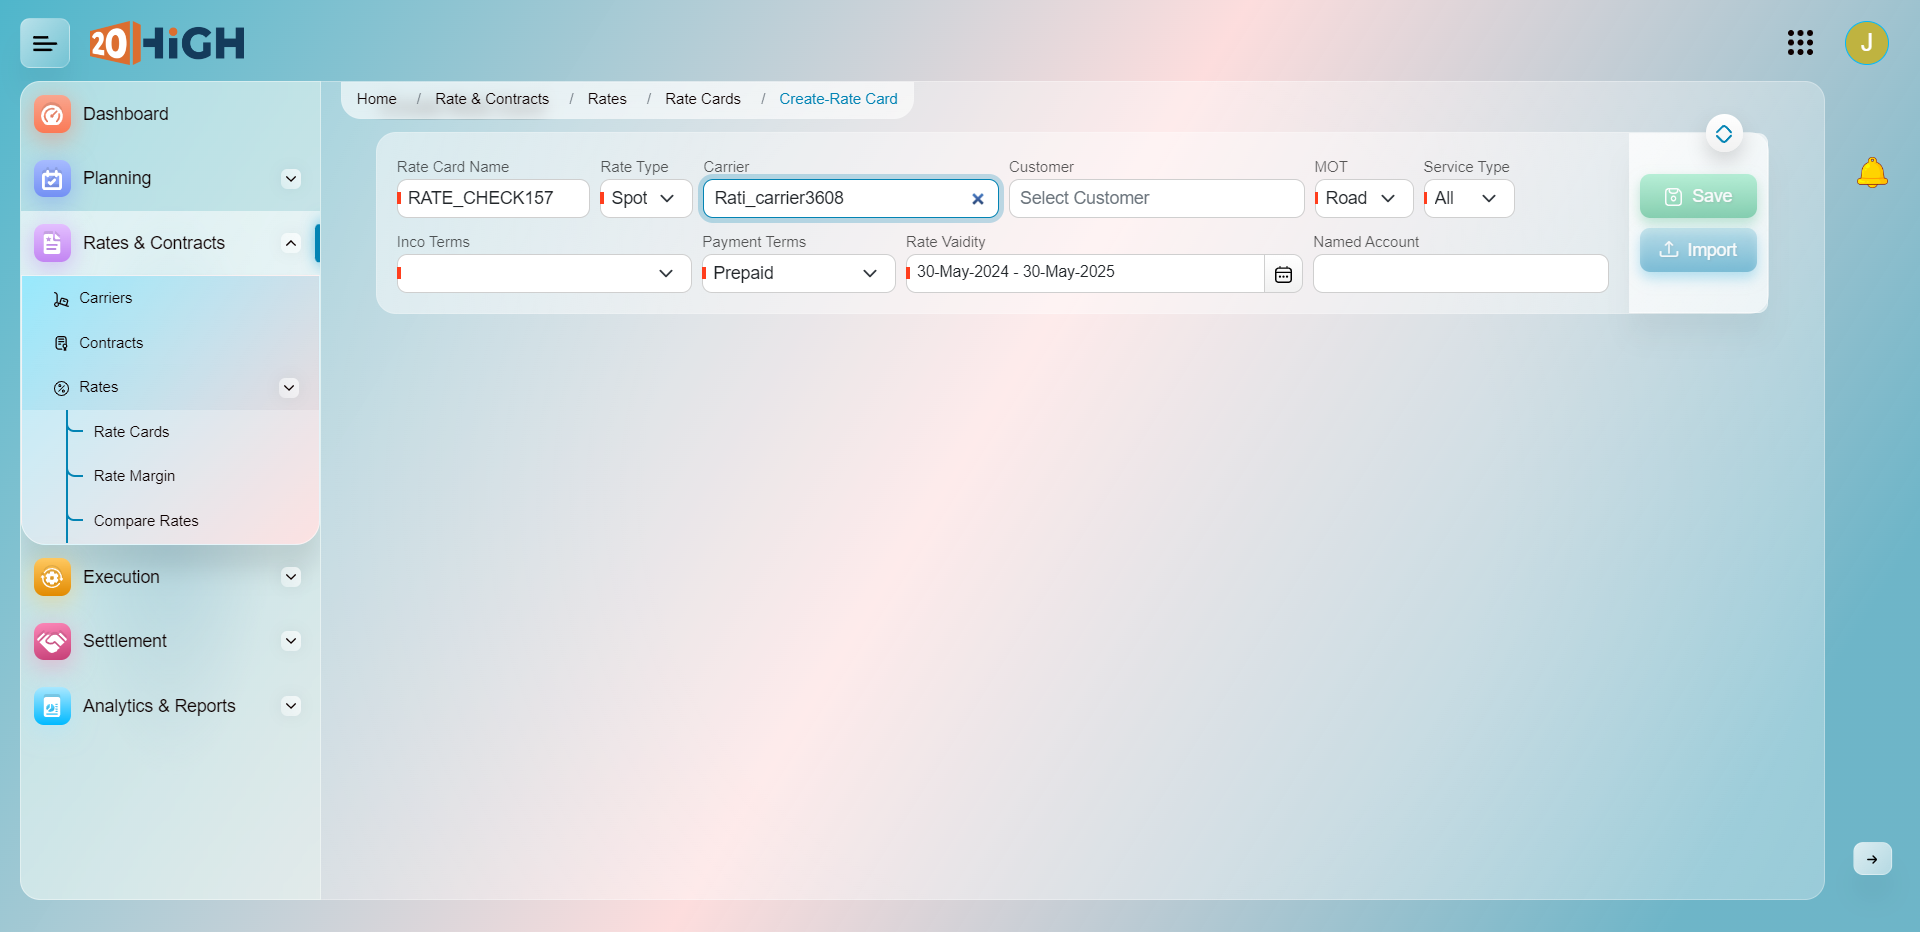 20HiGH
J
Dashboard
Planning
Rates & Contracts
Carriers
Contracts
Rates
Rate Cards
Rate Margin
Compare Rates
Execution
Settlement
Analytics & Reports
Home / Rate & Contracts / Rates / Rate Cards / Create-Rate Card
Rate Card Name Rate Type Carrier Customer MOT Service Type
RATE_CHECK157 Spot Rati_carrier3608 Select Customer Road All
Inco Terms Payment Terms Rate Vaidity Named Account
Prepaid 30-May-2024 - 30-May-2025
Save
Import